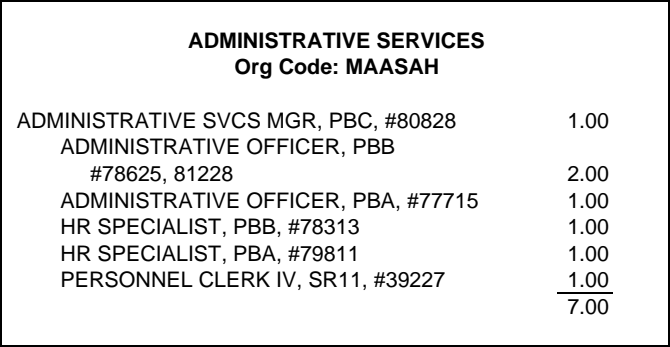 ADMINISTRATIVE SERVICES
Org Code: MAASAH
ADMINISTRATIVE SVCS MGR, PBC, #80828 1.00
ADMINISTRATIVE OFFICER, PBB
#78625, 81228 2.00
ADMINISTRATIVE OFFICER, PBA, #77715 1.00
HR SPECIALIST, PBB, #78313 1.00
HR SPECIALIST, PBA, #79811 1.00
PERSONNEL CLERK IV, SR11, #39227 1.00
7.00